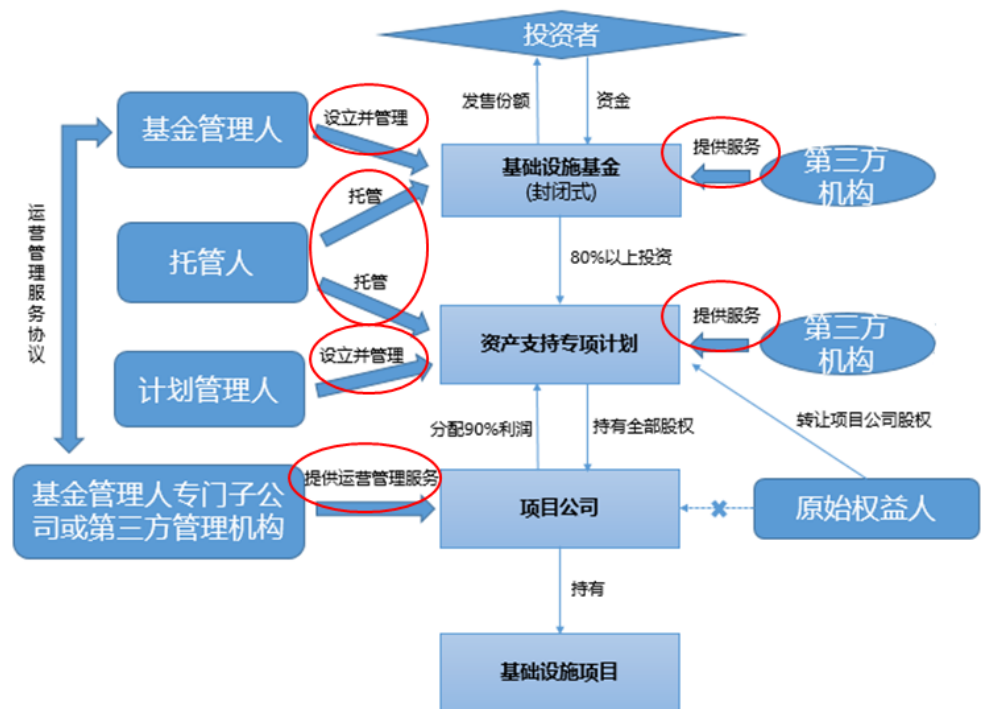 投资者
发售份额
资金
基金管理人
设立并管理
基础设施基金
(封闭式)
提供服务
第三方
机构
托管人
托管
托管
80%以上投资
运营管理服务协议
资产支持专项计划
提供服务
第三方
机构
计划管理人
设立并管理
分配90%利润
持有全部股权
转让项目公司股权
基金管理人专门子公
司或第三方管理机构
提供运营管理服务
项目公司
原始权益人
持有
基础设施项目